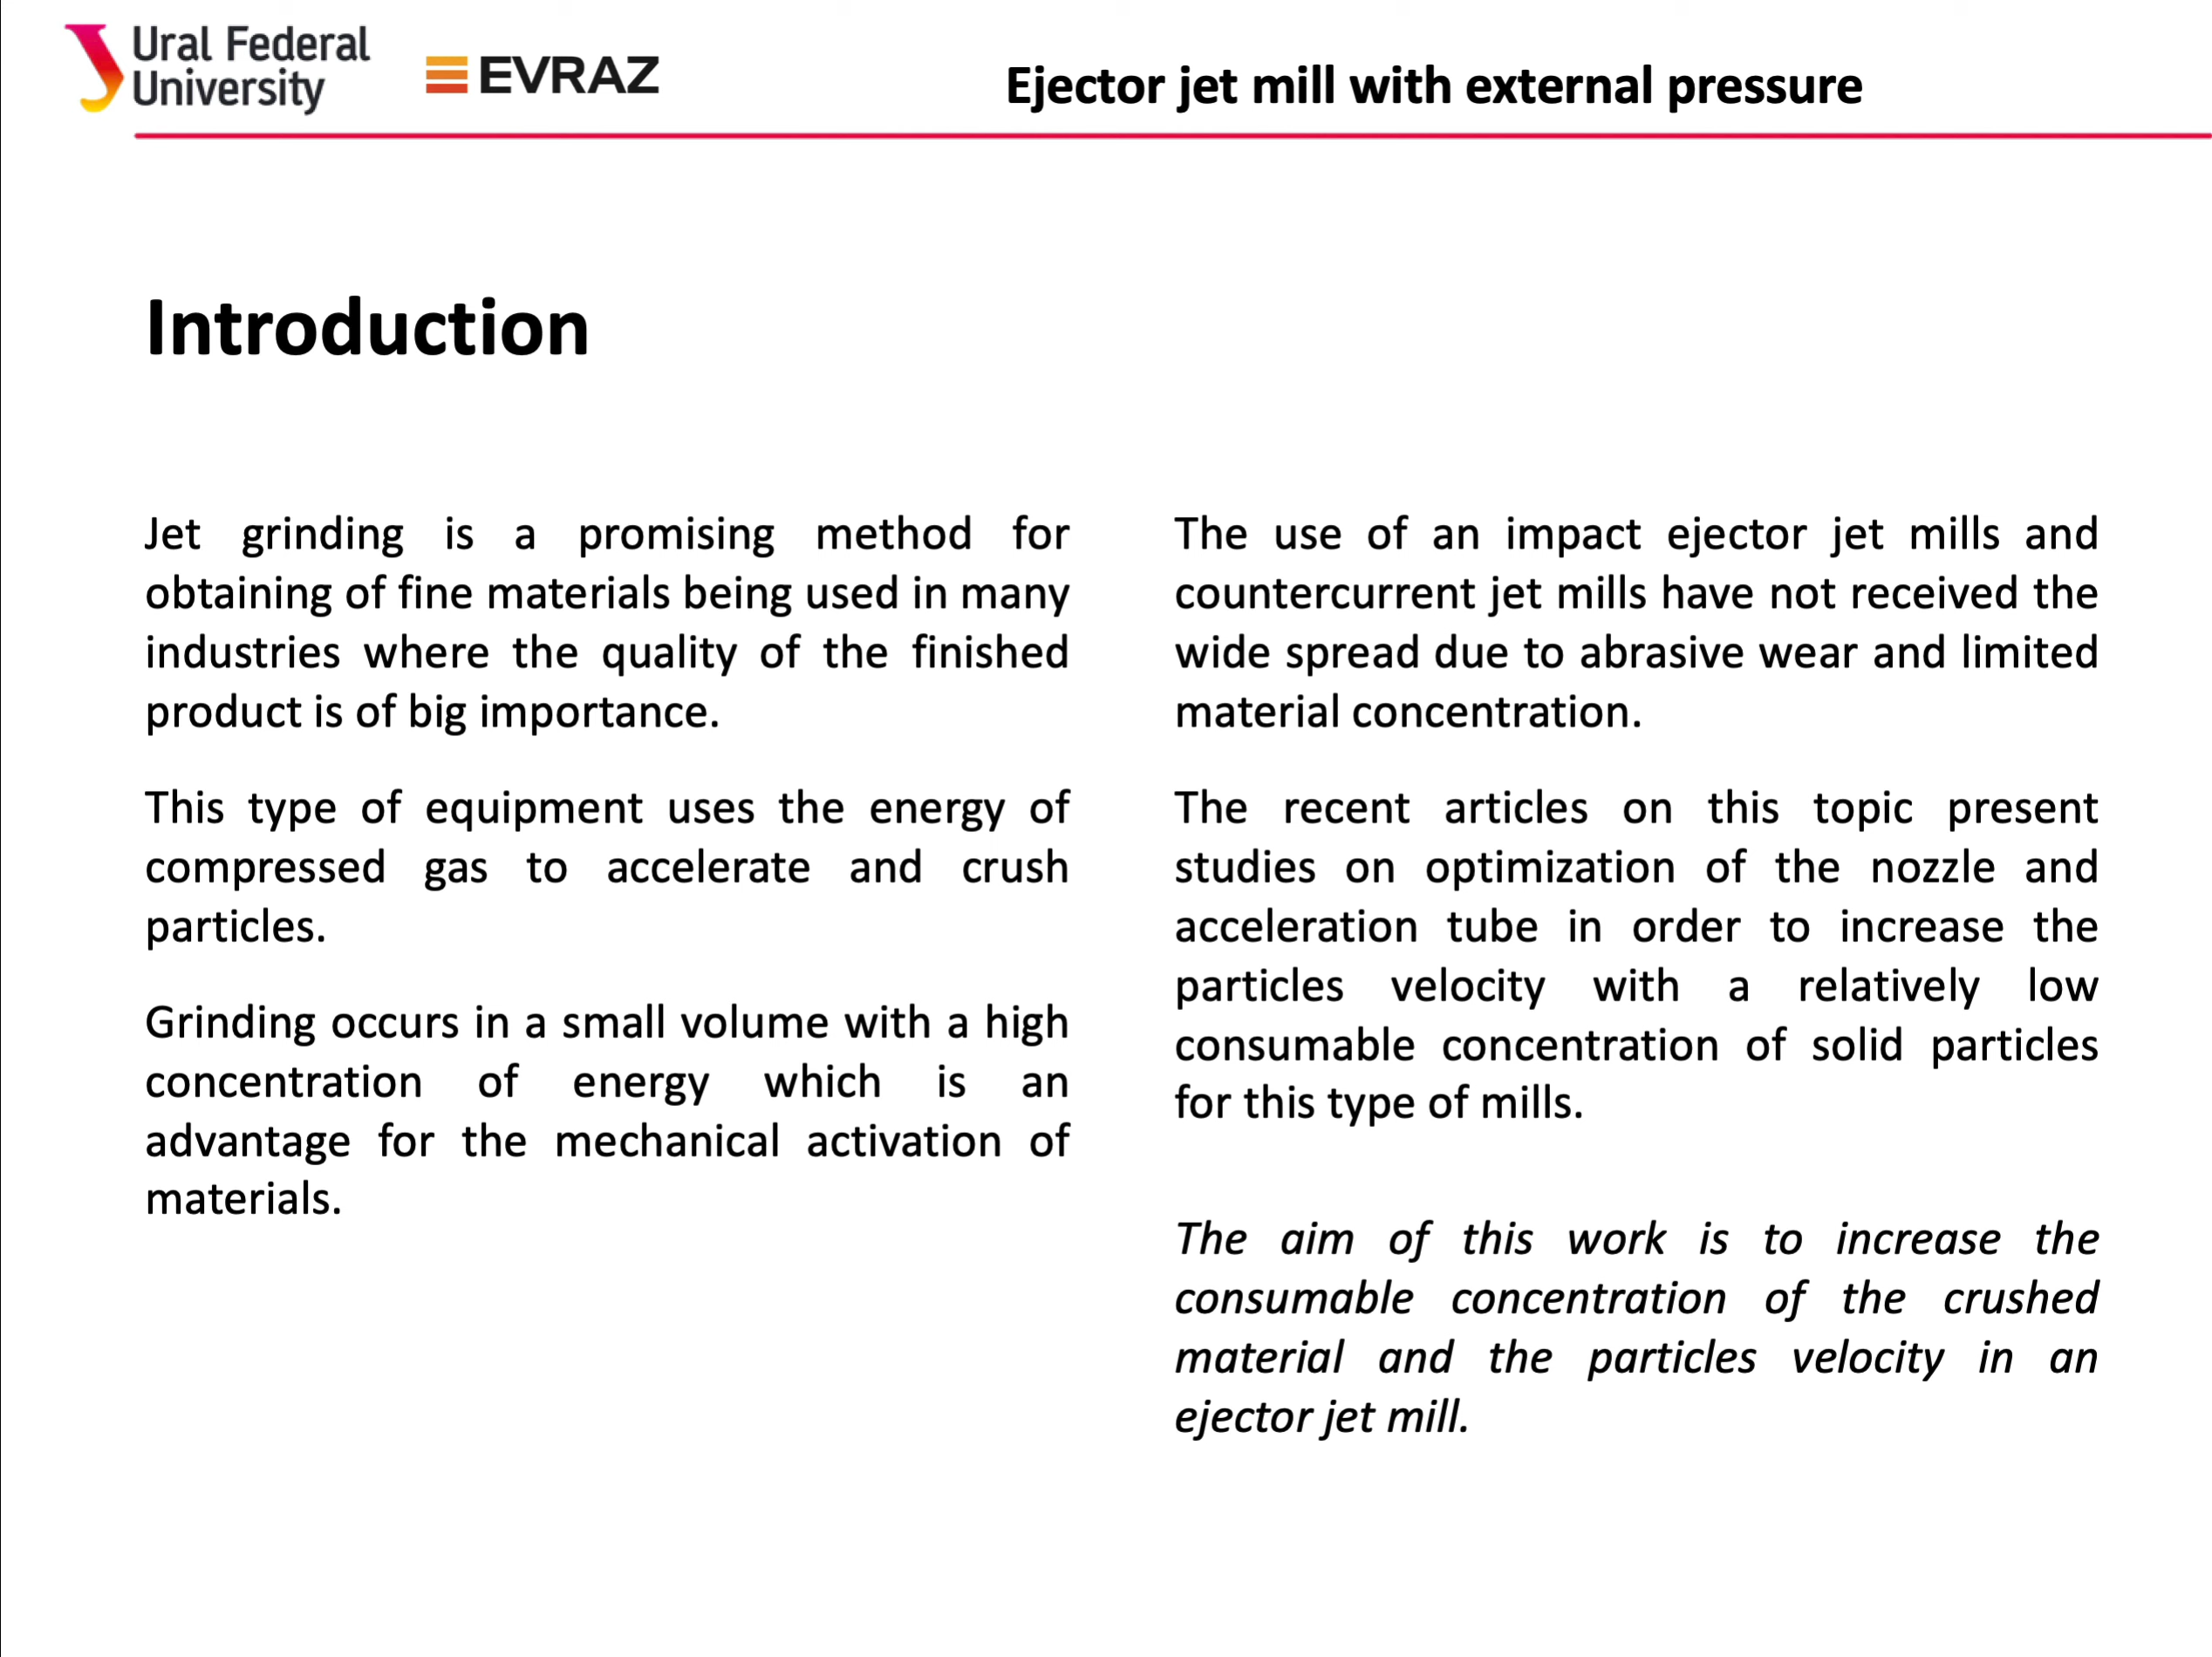 Ural Federal
University
EVRAZ
Ejector jet mill with external pressure
Introduction
Jet grinding is a promising method for
obtaining of fine materials being used in many
industries where the quality of the finished
product is of big importance.
This type of equipment uses the energy of
compressed gas to accelerate and crush
particles.
Grinding occurs in a small volume with a high
concentration of energy which is an
advantage for the mechanical activation of
materials.
The use of an impact ejector jet mills and
countercurrent jet mills have not received the
wide spread due to abrasive wear and limited
material concentration.
The recent articles on this topic present
studies on optimization of the nozzle and
acceleration tube in order to increase the
particles velocity with a relatively low
consumable concentration of solid particles
for this type of mills.
The aim of this work is to increase the
consumable concentration of the crushed
material and the particles velocity in an
ejector jet mill.